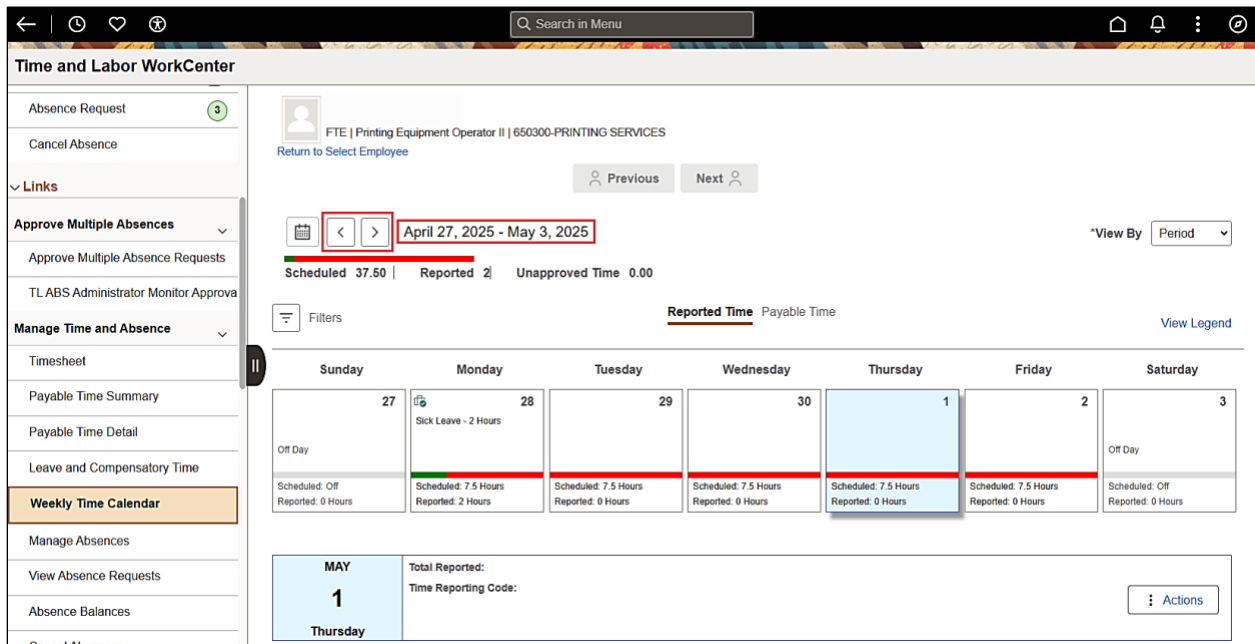 Search in Menu
Time and Labor WorkCenter
Absence Request 3
Cancel Absence
Links
Approve Multiple Absences
Approve Multiple Absence Requests
TL ABS Administrator Monitor Approva
Manage Time and Absence
Timesheet
Payable Time Summary
Payable Time Detail
Leave and Compensatory Time
Weekly Time Calendar
Manage Absences
View Absence Requests
Absence Balances
FTE | Printing Equipment Operator II | 650300-PRINTING SERVICES
Return to Select Employee
Previous Next
April 27, 2025 - May 3, 2025
*View By Period
Scheduled 37.50 | Reported 2| Unapproved Time 0.00
Filters
Reported Time Payable Time
View Legend
Sunday Monday Tuesday Wednesday Thursday Friday Saturday
27 28 29 30 1 2 3
Sick Leave - 2 Hours
Off Day Off Day
Scheduled: Off Scheduled: 7.5 Hours Scheduled: 7.5 Hours Scheduled: 7.5 Hours Scheduled: 7.5 Hours Scheduled: 7.5 Hours Scheduled: Off
Reported: 0 Hours Reported: 2 Hours Reported: 0 Hours Reported: 0 Hours Reported: 0 Hours Reported: 0 Hours Reported: 0 Hours
MAY
1
Thursday
Total Reported:
Time Reporting Code:
Actions